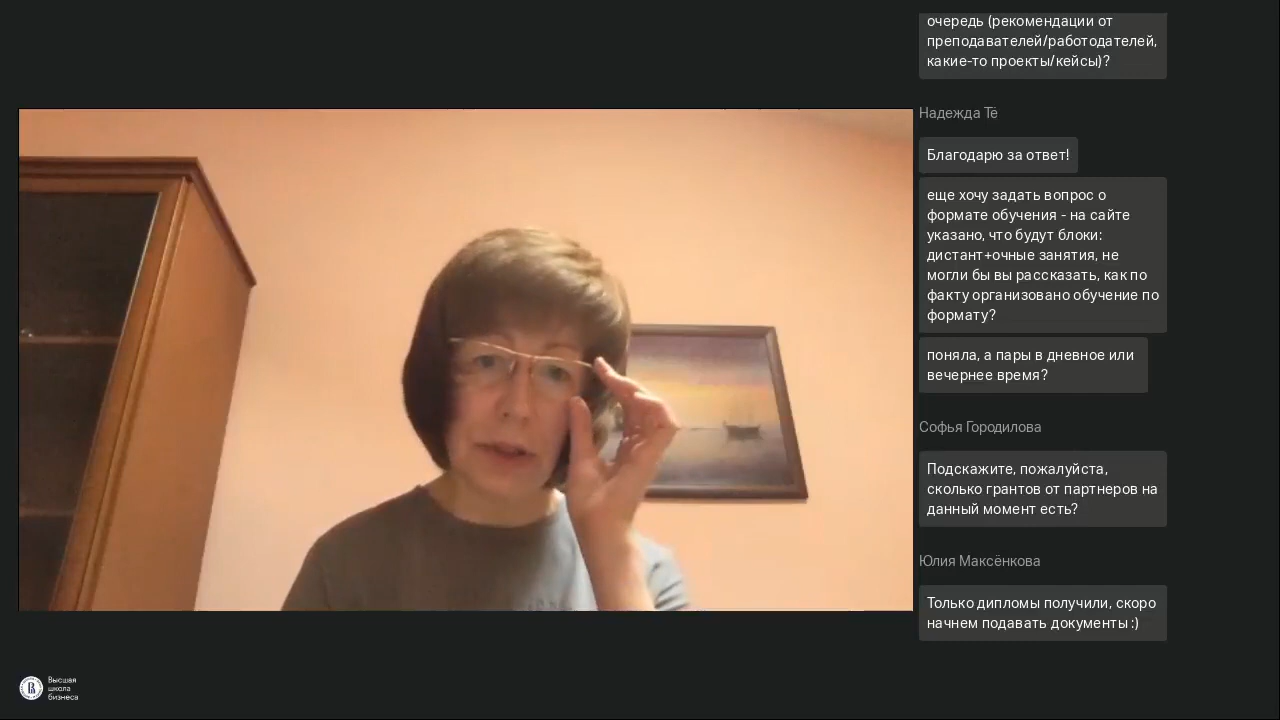 очередь (рекомендации от
преподавателей/работодателей,
какие-то проекты/кейсы)?
Надежда Тё
Благодарю за ответ!
еще хочу задать вопрос о
формате обучения - на сайте
указано, что будут блоки:
дистант+очные занятия, не
могли бы вы рассказать, как по
факту организовано обучение по
формату?
поняла, а пары в дневное или
вечернее время?
Софья Городилова
Подскажите, пожалуйста,
сколько грантов от партнеров на
данный момент есть?
Юлия Максёнкова
Только дипломы получили, скоро
начнем подавать документы :)
Высшая
школа
бизнеса